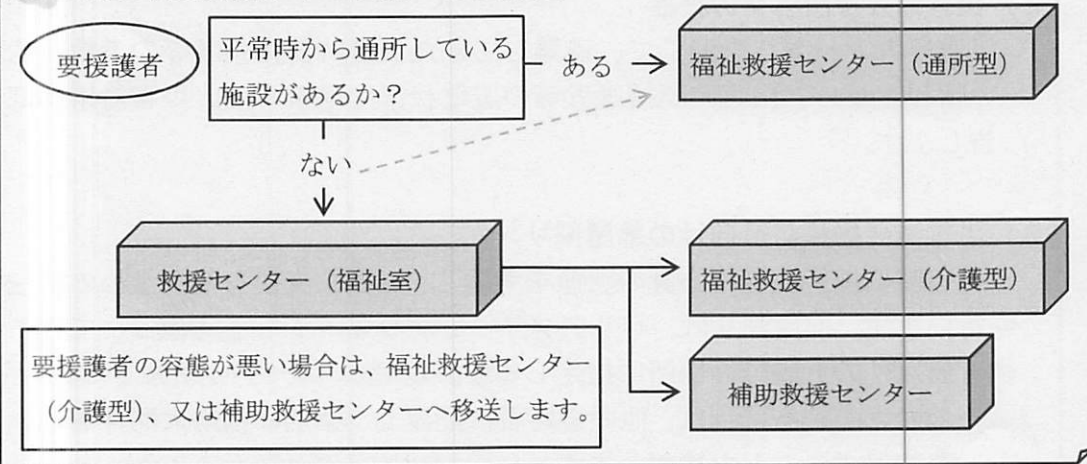 要援護者
平常時から通所している
施設があるか？
ある
福祉救援センター（通所型）
ない
救援センター（福祉室）
福祉救援センター（介護型）
要援護者の容態が悪い場合は、福祉救援センター
（介護型）、又は補助救援センターへ移送します。
補助救援センター